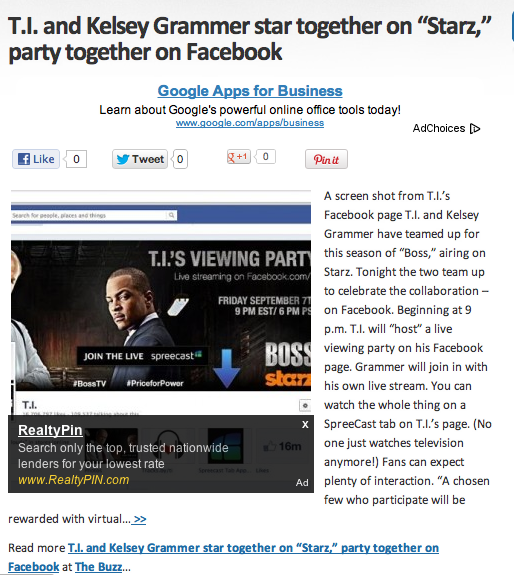 T.I. and Kelsey Grammer star together on “Starz,”
party together on Facebook
Google Apps for Business
Learn about Google's powerful online office tools today!
www.google.com/apps/business
AdChoices
Like 0
Tweet 0
g +1 0
Pin it
Search for people, places and things
T.I.'S VIEWING PART
Live streaming on Facebook.com/
FRIDAY SEPTEMBER 7T
9 PM EST/ 6 PM PS
JOIN THE LIVE spreecast
#BossTV #PriceforPower
BOSS
starz
T.I.
16m
RealtyPin x
Search only the top, trusted nationwide
lenders for your lowest rate
www.RealtyPIN.com Ad
A screen shot from T.I.'s
Facebook page T.I. and Kelsey
Grammer have teamed up for
this season of “Boss,” airing on
Starz. Tonight the two team up
to celebrate the collaboration –
on Facebook. Beginning at 9
p.m. T.I. will “host” a live
viewing party on his Facebook
page. Grammer will join in with
his own live stream. You can
watch the whole thing on a
SpreeCast tab on T.I.'s page. (No
one just watches television
anymore!) Fans can expect
plenty of interaction. “A chosen
few who participate will be
rewarded with virtual... >>
Read more T.I. and Kelsey Grammer star together on “Starz,” party together on
Facebook at The Buzz...